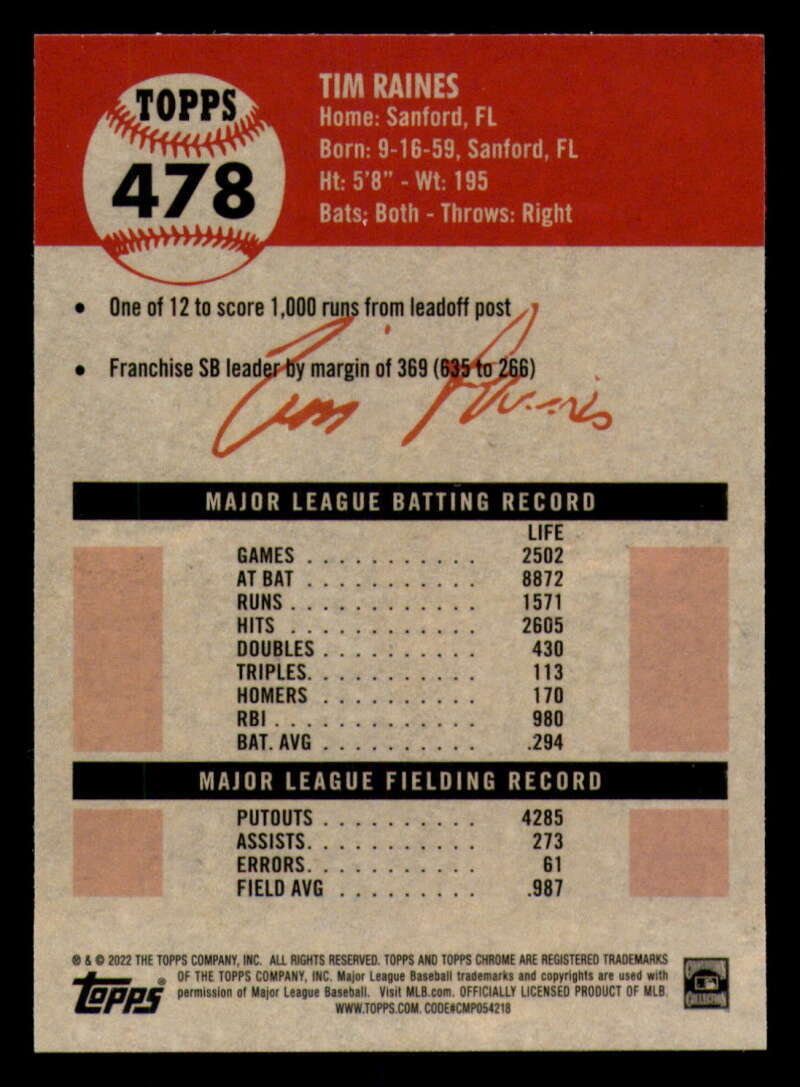 TOPPS
478
TIM RAINES
Home: Sanford, FL
Born: 9-16-59, Sanford, FL
Ht: 5'8" - Wt: 195
Bats: Both - Throws: Right
• One of 12 to score 1,000 runs from leadoff post
• Franchise SB leader by margin of 369 (635 to 266)
Tim Raines
MAJOR LEAGUE BATTING RECORD
LIFE
GAMES . . . . . . . . . . . 2502
AT BAT . . . . . . . . . . . 8872
RUNS . . . . . . . . . . . . 1571
HITS . . . . . . . . . . . . 2605
DOUBLES . . . . . . . . . . 430
TRIPLES. . . . . . . . . . . 113
HOMERS . . . . . . . . . . 170
RBI . . . . . . . . . . . . . 980
BAT. AVG . . . . . . . . . . .294
MAJOR LEAGUE FIELDING RECORD
PUTOUTS . . . . . . . . . . 4285
ASSISTS. . . . . . . . . . . 273
ERRORS. . . . . . . . . . . 61
FIELD AVG . . . . . . . . . .987
® & © 2022 THE TOPPS COMPANY, INC. ALL RIGHTS RESERVED. TOPPS AND TOPPS CHROME ARE REGISTERED TRADEMARKS
OF THE TOPPS COMPANY, INC. Major League Baseball trademarks and copyrights are used with
permission of Major League Baseball. Visit MLB.com. OFFICIALLY LICENSED PRODUCT OF MLB.
WWW.TOPPS.COM. CODE#CMP054218
Topps®
COOPERSTOWN
COLLECTION